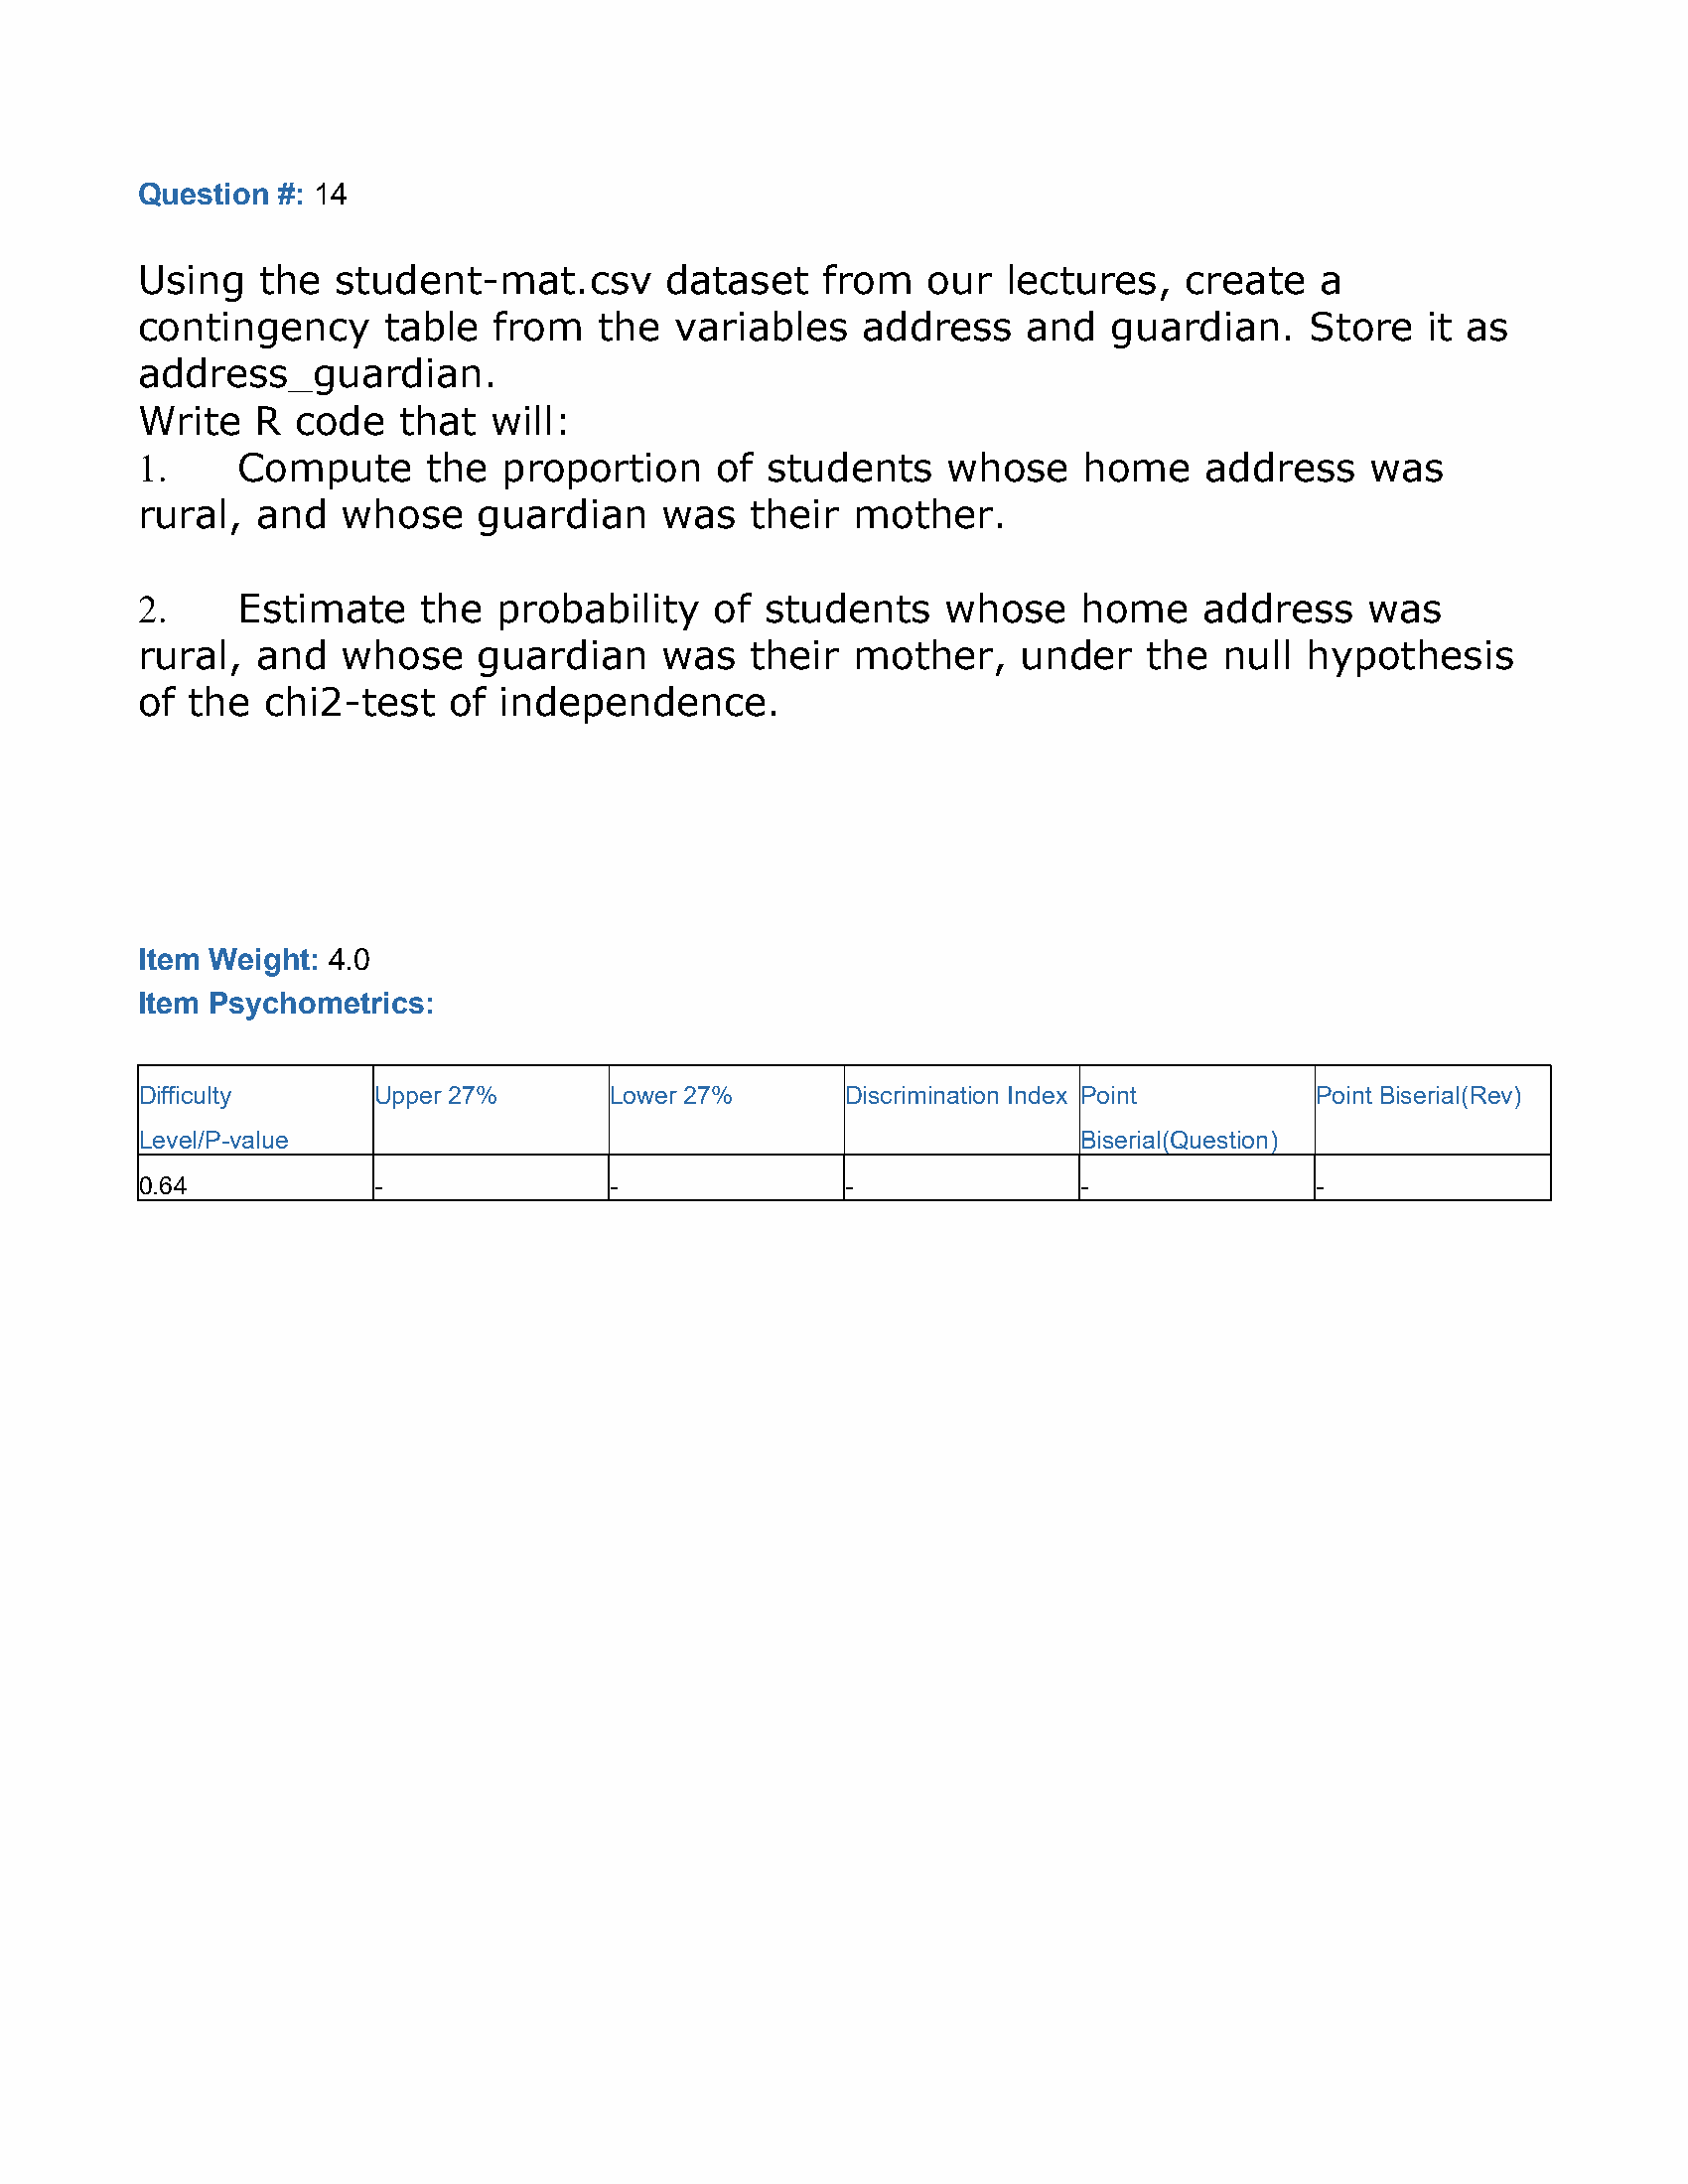 Question #: 14
Using the student-mat.csv dataset from our lectures, create a
contingency table from the variables address and guardian. Store it as
address_guardian.
Write R code that will:
1. Compute the proportion of students whose home address was
rural, and whose guardian was their mother.
2. Estimate the probability of students whose home address was
rural, and whose guardian was their mother, under the null hypothesis
of the chi2-test of independence.
Item Weight: 4.0
Item Psychometrics:
Difficulty Level/P-value
Upper 27%
Lower 27%
Discrimination Index
Point Biserial(Question)
Point Biserial(Rev)
0.64 - - - - -